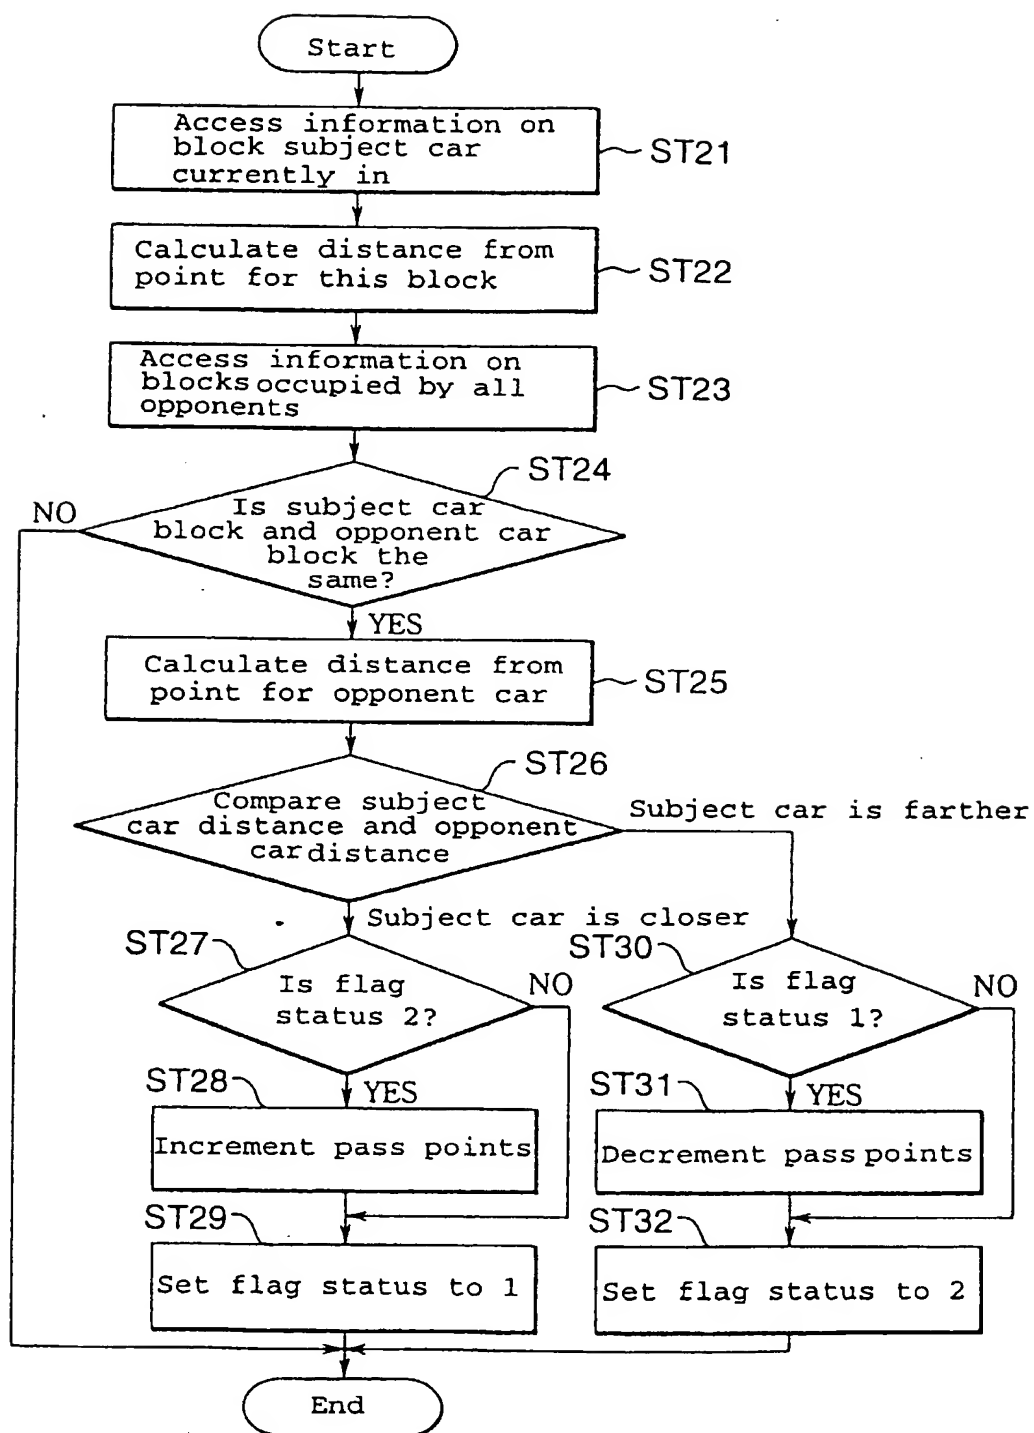 Start
Access information on
block subject car
currently in
ST21
Calculate distance from
point for this block
ST22
Access information on
blocks occupied by all
opponents
ST23
ST24
NO
Is subject car
block and opponent car
block the
same?
YES
Calculate distance from
point for opponent car
ST25
ST26
Compare subject
car distance and opponent
car distance
Subject car is farther
Subject car is closer
ST27
Is flag
status 2?
NO
ST30
Is flag
status 1?
NO
ST28
YES
Increment pass points
ST31
YES
Decrement pass points
ST29
Set flag status to 1
ST32
Set flag status to 2
End